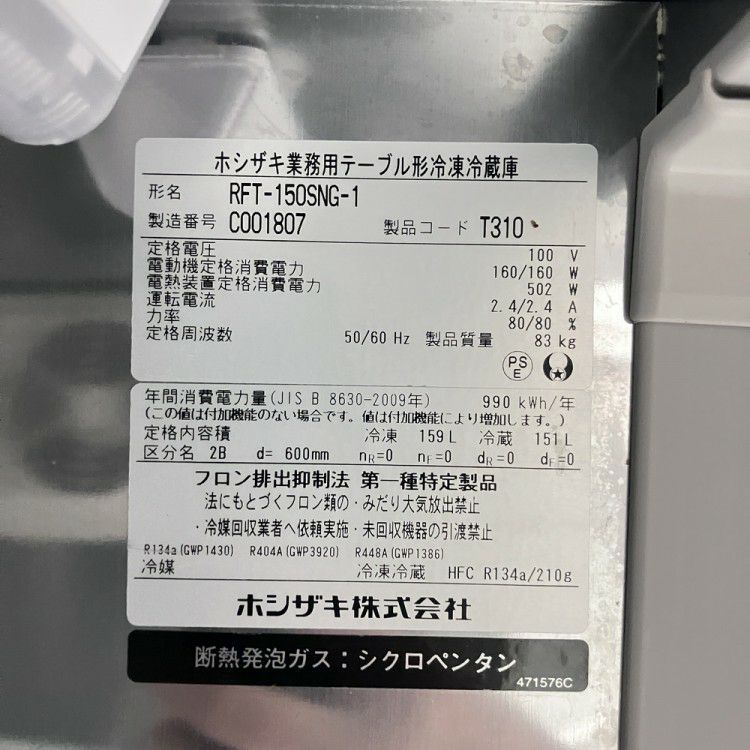 ホシザキ業務用テーブル形冷凍冷蔵庫
形名 RFT-150SNG-1
製造番号 C001807 製品コード T310
定格電圧 100 V
電動機定格消費電力 160/160 W
電熱装置定格消費電力 502 W
運転電流 2.4/2.4 A
力率 80/80 %
定格周波数 50/60 Hz 製品質量 83 kg
PS E
年間消費電力量(JIS B 8630-2009年) 990 kWh/年
(この値は付加機能のない場合です。値は付加機能により増加します。)
定格内容積 冷凍 159 L 冷蔵 151 L
区分名 2B d= 600mm nR=0 nF=0 dR=0 dF=0
フロン排出抑制法 第一種特定製品
法にもとづくフロン類の・みだり大気放出禁止
・冷媒回収業者へ依頼実施・未回収機器の引渡禁止
R134a(GWP1430) R404A(GWP3920) R448A(GWP1386)
冷媒 冷凍冷蔵 HFC R134a/210g
ホシザキ株式会社
断熱発泡ガス：シクロペンタン
471576C